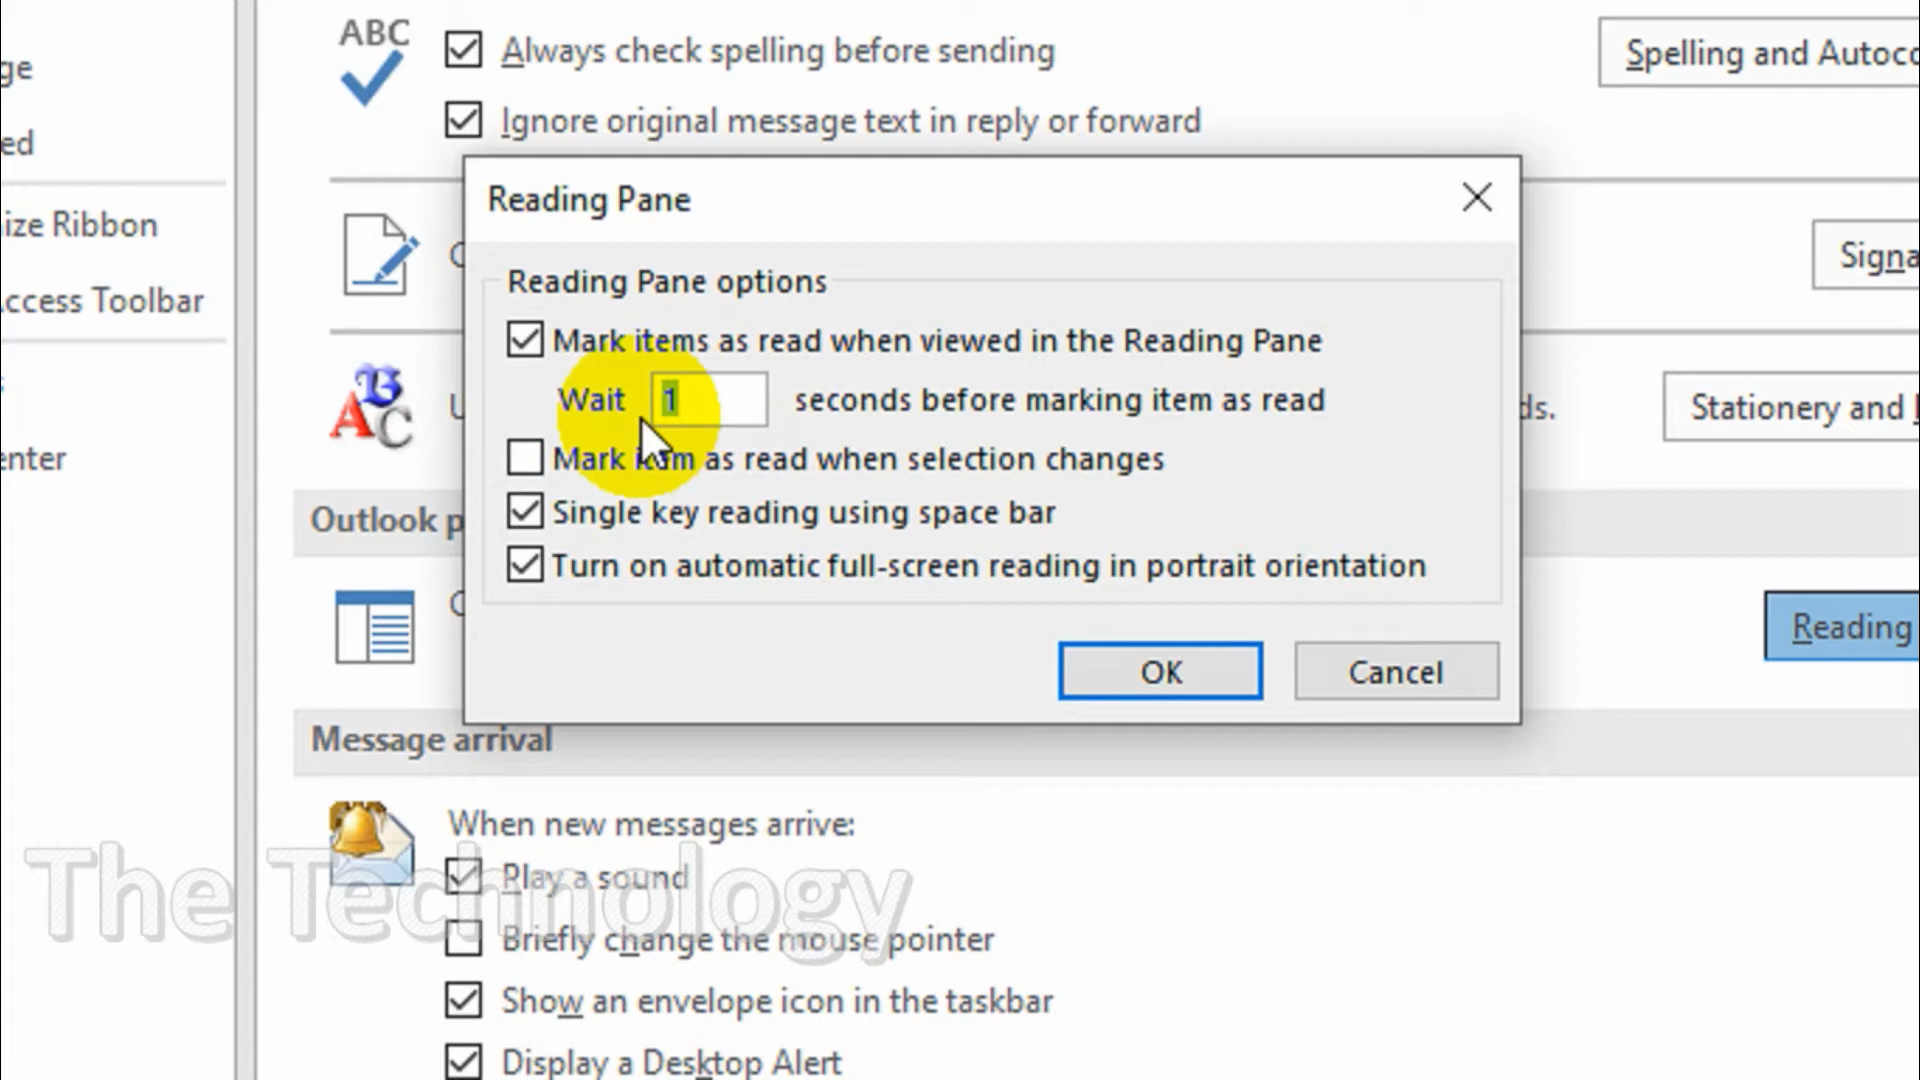 ABC
Always check spelling before sending
Spelling and Autoco
ge
Ignore original message text in reply or forward
ed
Reading Pane
ize Ribbon
Signa
Reading Pane options
ccess Toolbar
Mark items as read when viewed in the Reading Pane
Wait 1 seconds before marking item as read
ds.
Stationery and
enter
Mark item as read when selection changes
Outlook p
Single key reading using space bar
Turn on automatic full-screen reading in portrait orientation
Reading
OK
Cancel
Message arrival
When new messages arrive:
Play a sound
The Technology
Briefly change the mouse pointer
Show an envelope icon in the taskbar
Display a Desktop Alert